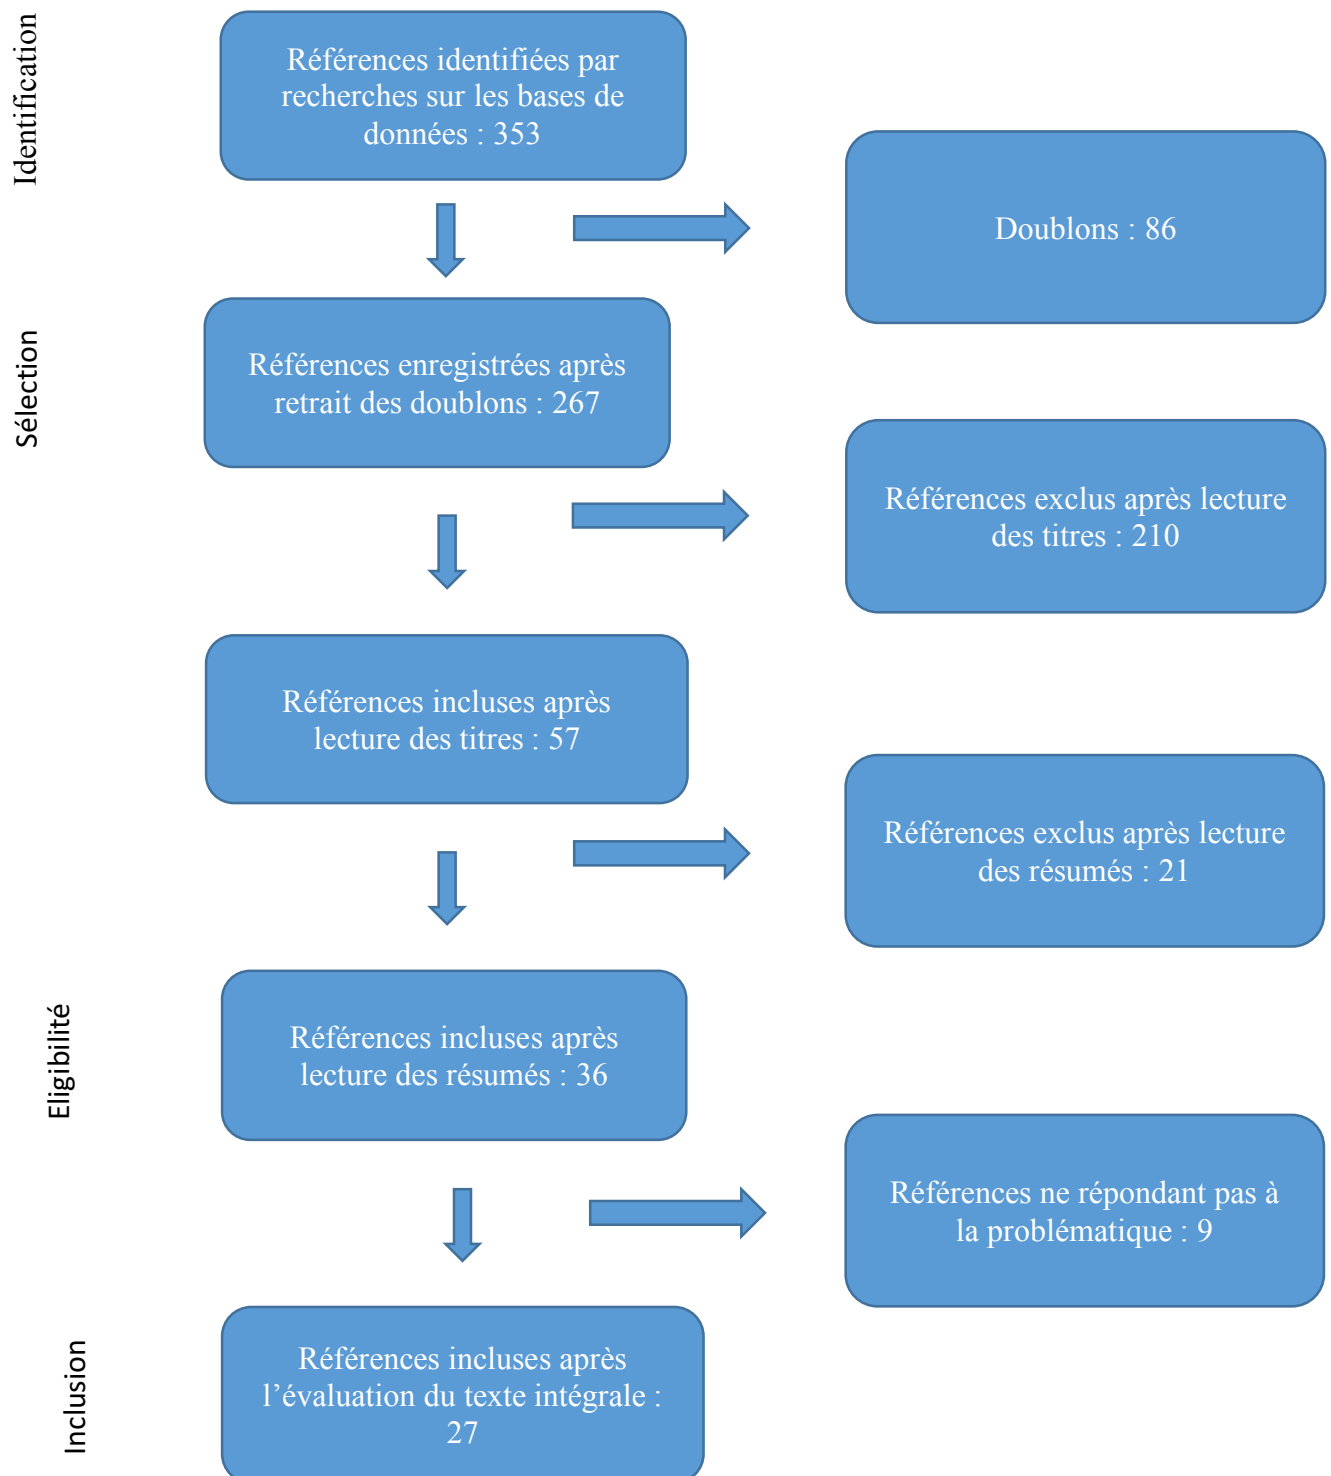 Identification
Références identifiées par
recherches sur les bases de
données : 353
Doublons : 86
Sélection
Références enregistrées après
retrait des doublons : 267
Références exclus après lecture
des titres : 210
Références incluses après
lecture des titres : 57
Références exclus après lecture
des résumés : 21
Eligibilité
Références incluses après
lecture des résumés : 36
Références ne répondant pas à
la problématique : 9
Inclusion
Références incluses après
l’évaluation du texte intégrale :
27